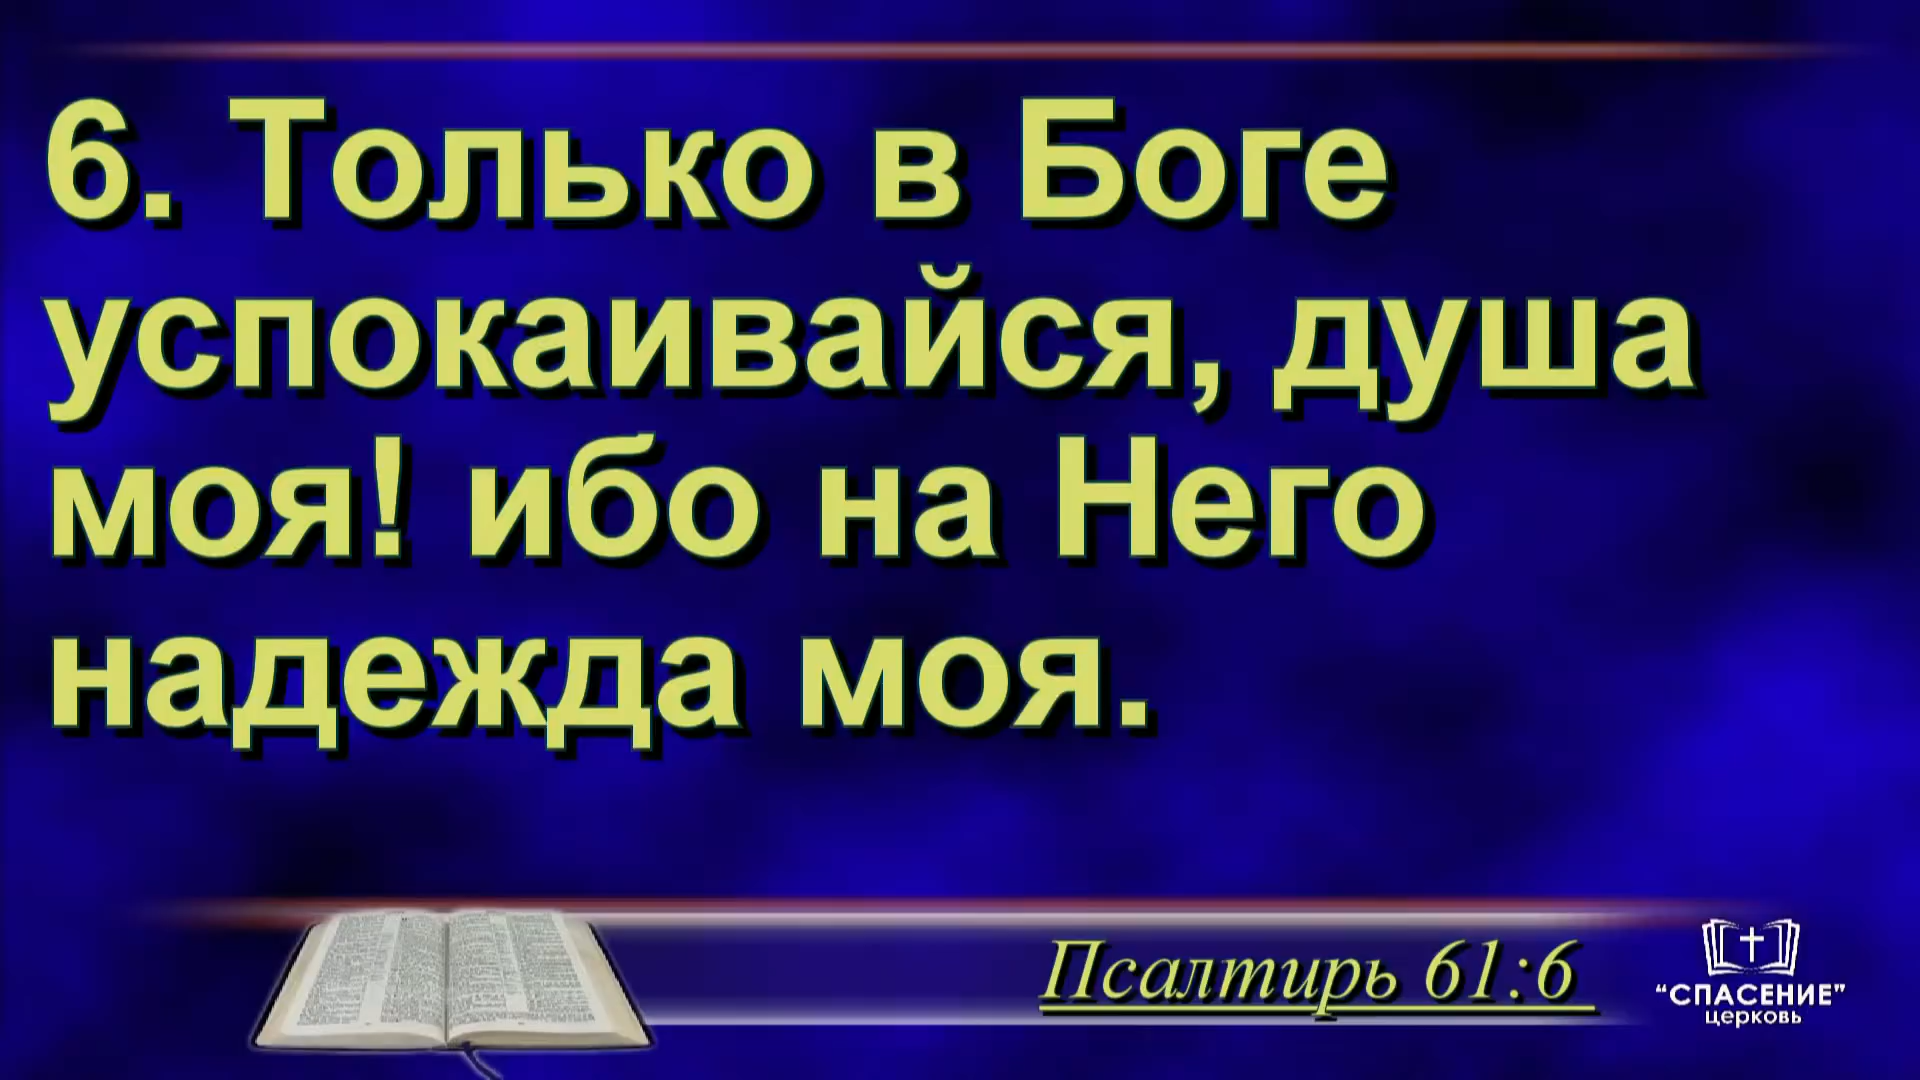 6. Только в Боге
успокаивайся, душа
моя! ибо на Него
надежда моя.
Псалтирь 61:6
“СПАСЕНИЕ”
церковь